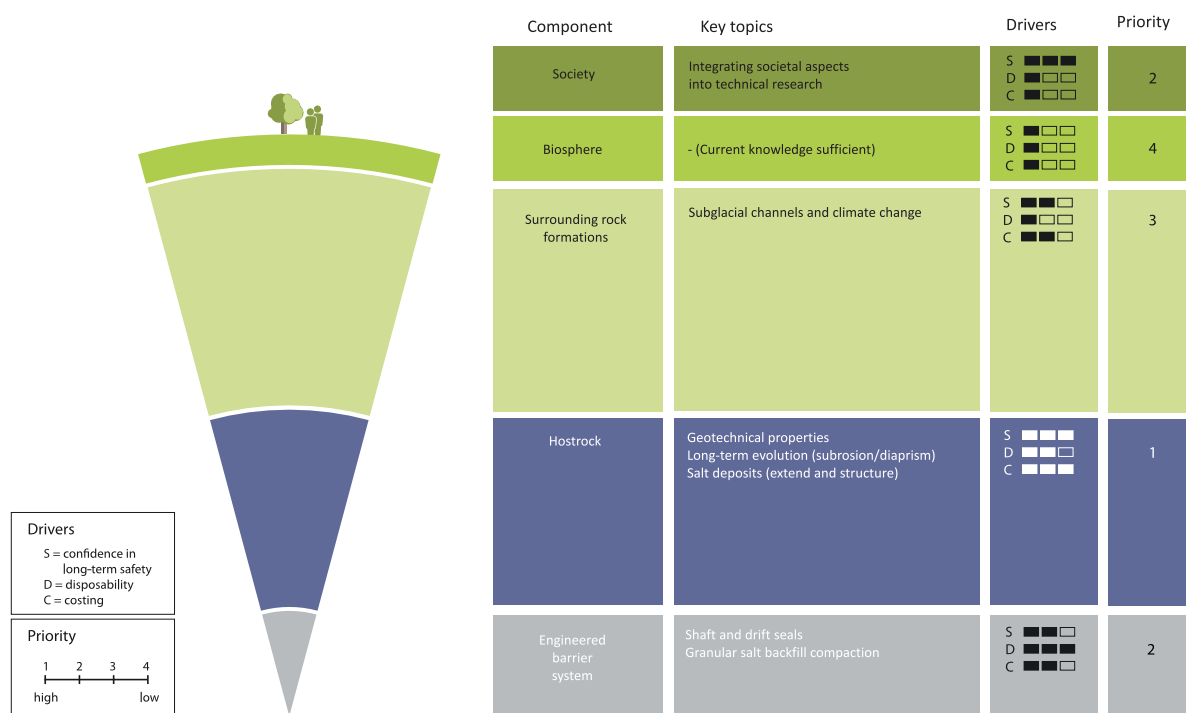 Component
Key topics
Drivers
Priority
Society
Integrating societal aspects
into technical research
S
D
C
2
Biosphere
- (Current knowledge sufficient)
S
D
C
4
Surrounding rock
formations
Subglacial channels and climate change
S
D
C
3
Hostrock
Geotechnical properties
Long-term evolution (subrosion/diaprism)
Salt deposits (extend and structure)
S
D
C
1
Engineered
barrier
system
Shaft and drift seals
Granular salt backfill compaction
S
D
C
2
Drivers
S = confidence in
long-term safety
D = disposability
C = costing
Priority
1 2 3 4
high low